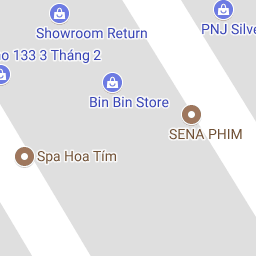 PNJ Silve
Showroom Return
o 133 3 Tháng 2
Bin Bin Store
SENA PHIM
Spa Hoa Tím